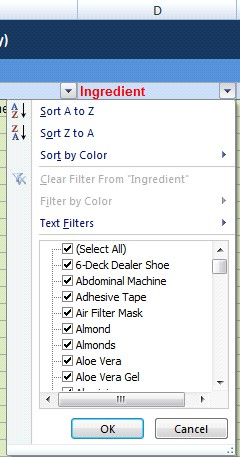 D
y)
Ingredient
Sort A to Z
Sort Z to A
Sort by Color
Clear Filter From "Ingredient"
Filter by Color
Text Filters
(Select All)
6-Deck Dealer Shoe
Abdominal Machine
Adhesive Tape
Air Filter Mask
Almond
Almonds
Aloe Vera
Aloe Vera Gel
OK Cancel